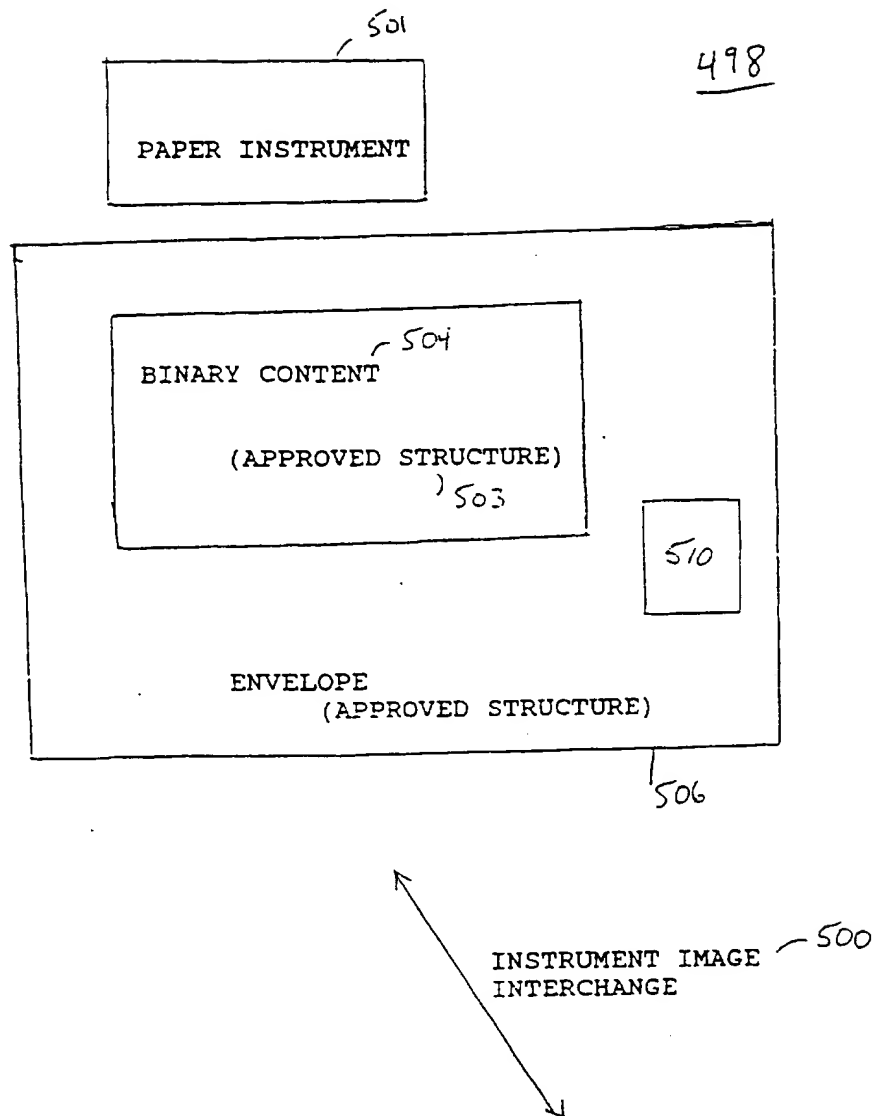 501
498
PAPER INSTRUMENT
504
BINARY CONTENT
(APPROVED STRUCTURE)
503
510
ENVELOPE
(APPROVED STRUCTURE)
506
500
INSTRUMENT IMAGE
INTERCHANGE